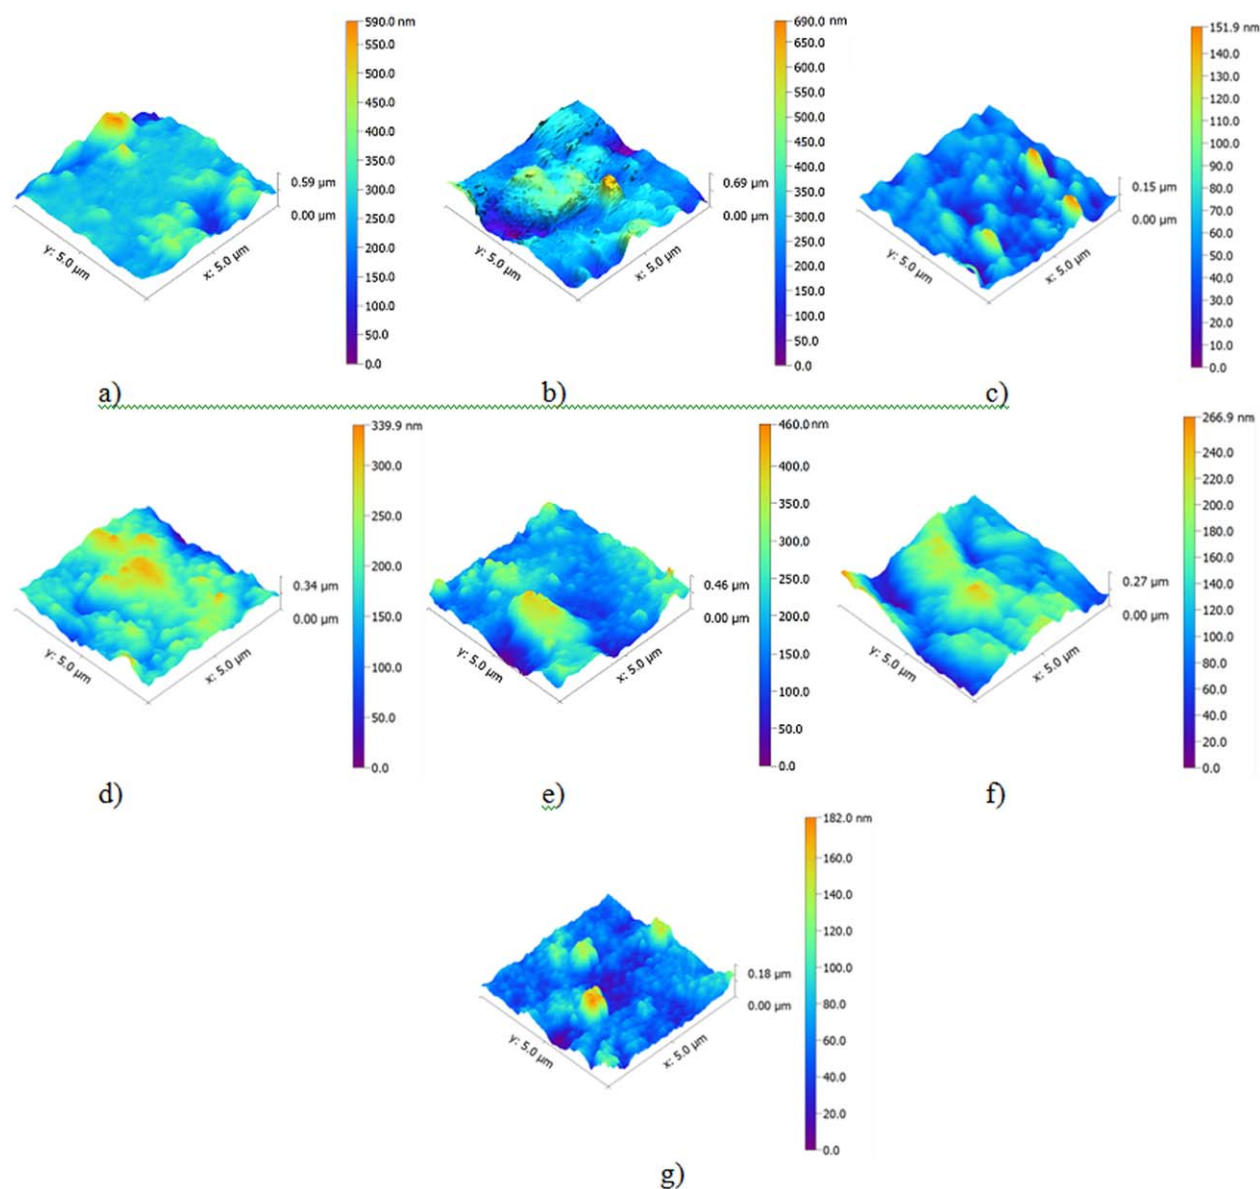 590.0 nm
550.0
500.0
450.0
400.0
350.0
300.0
250.0
200.0
150.0
100.0
50.0
0.0
0.59 µm
0.00 µm
y: 5.0 µm
x: 5.0 µm
a)
690.0 nm
650.0
600.0
550.0
500.0
450.0
400.0
350.0
300.0
250.0
200.0
150.0
100.0
50.0
0.0
0.69 µm
0.00 µm
y: 5.0 µm
x: 5.0 µm
b)
151.9 nm
140.0
130.0
120.0
110.0
100.0
90.0
80.0
70.0
60.0
50.0
40.0
30.0
20.0
10.0
0.0
0.15 µm
0.00 µm
y: 5.0 µm
x: 5.0 µm
c)
339.9 nm
300.0
250.0
200.0
150.0
100.0
50.0
0.0
0.34 µm
0.00 µm
y: 5.0 µm
x: 5.0 µm
d)
460.0 nm
400.0
350.0
300.0
250.0
200.0
150.0
100.0
50.0
0.0
0.46 µm
0.00 µm
y: 5.0 µm
x: 5.0 µm
e)
266.9 nm
240.0
220.0
200.0
180.0
160.0
140.0
120.0
100.0
80.0
60.0
40.0
20.0
0.0
0.27 µm
0.00 µm
y: 5.0 µm
x: 5.0 µm
f)
182.0 nm
160.0
140.0
120.0
100.0
80.0
60.0
40.0
20.0
0.0
0.18 µm
0.00 µm
y: 5.0 µm
x: 5.0 µm
g)